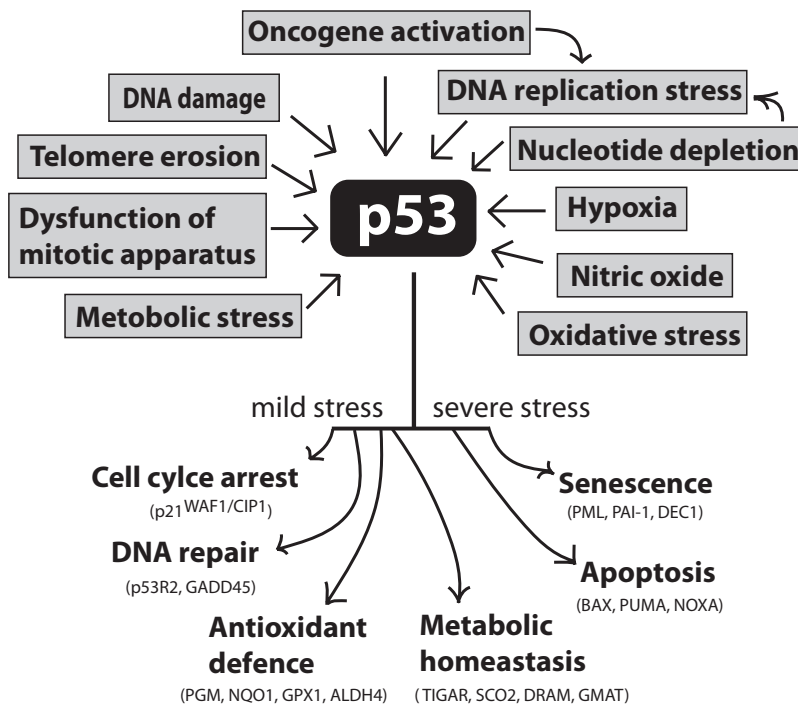 Oncogene activation
DNA damage
DNA replication stress
Telomere erosion
Nucleotide depletion
p53
Dysfunction of
mitotic apparatus
Hypoxia
Nitric oxide
Metobolic stress
Oxidative stress
mild stress
severe stress
Cell cylce arrest
(p21WAF1/CIP1)
Senescence
(PML, PAI-1, DEC1)
DNA repair
(p53R2, GADD45)
Apoptosis
(BAX, PUMA, NOXA)
Antioxidant
defence
(PGM, NQO1, GPX1, ALDH4)
Metabolic
homeastasis
(TIGAR, SCO2, DRAM, GMAT)